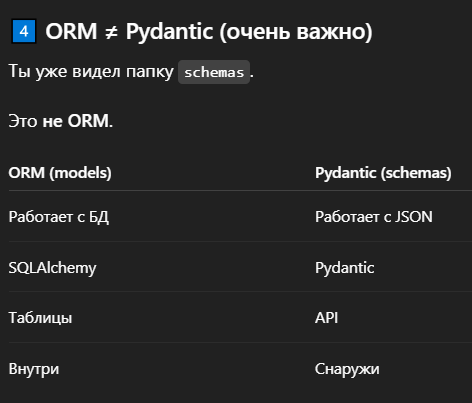 4 ORM ≠ Pydantic (очень важно)
Ты уже видел папку schemas.
Это не ORM.
ORM (models) Pydantic (schemas)
Работает с БД Работает с JSON
SQLAlchemy Pydantic
Таблицы API
Внутри Снаружи